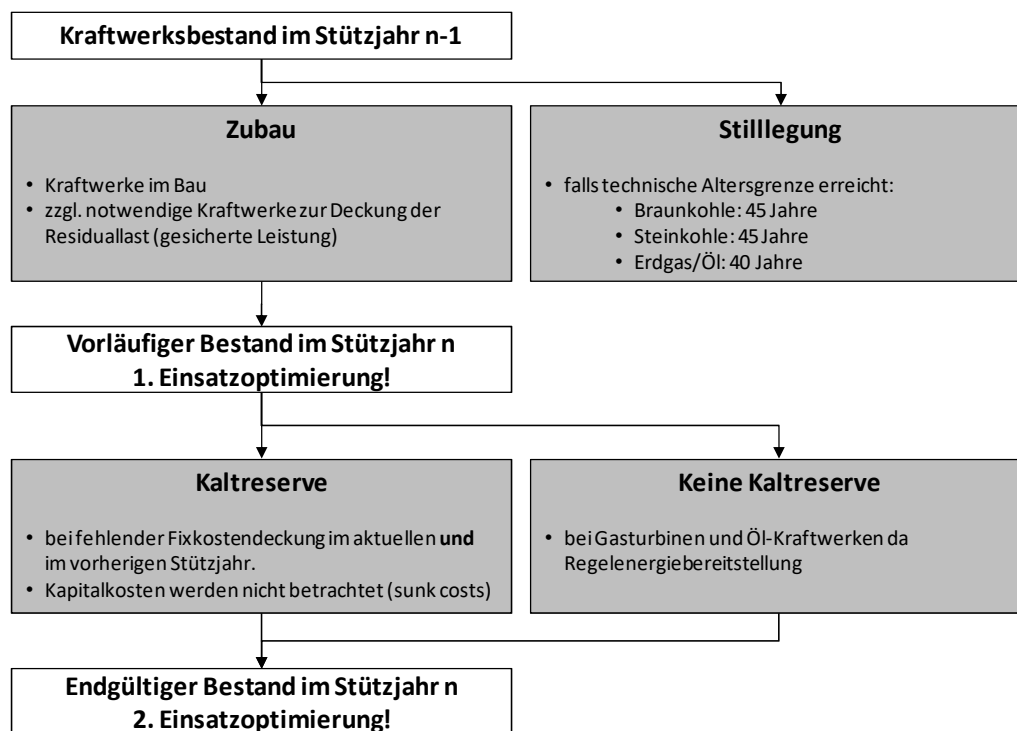 Kraftwerksbestand im Stützjahr n-1
Zubau
• Kraftwerke im Bau
• zzgl. notwendige Kraftwerke zur Deckung der
Residuallast (gesicherte Leistung)
Stilllegung
• falls technische Altersgrenze erreicht:
• Braunkohle: 45 Jahre
• Steinkohle: 45 Jahre
• Erdgas/Öl: 40 Jahre
Vorläufiger Bestand im Stützjahr n
1. Einsatzoptimierung!
Kaltreserve
• bei fehlender Fixkostendeckung im aktuellen und
im vorherigen Stützjahr.
• Kapitalkosten werden nicht betrachtet (sunk costs)
Keine Kaltreserve
• bei Gasturbinen und Öl-Kraftwerken da
Regelenergiebereitstellung
Endgültiger Bestand im Stützjahr n
2. Einsatzoptimierung!